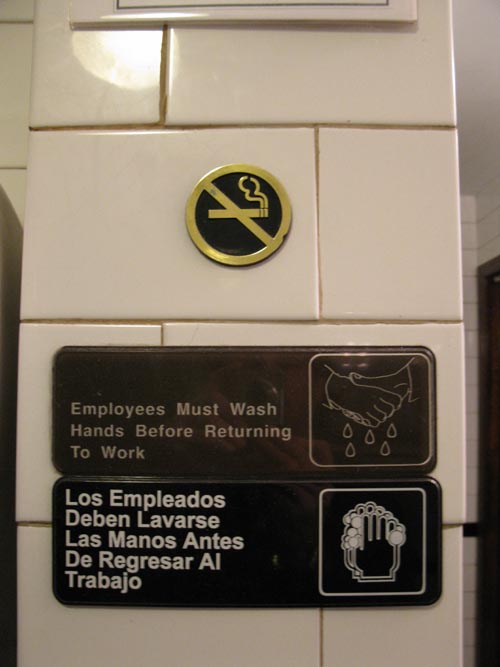 Employees Must Wash
Hands Before Returning
To Work
Los Empleados
Deben Lavarse
Las Manos Antes
De Regresar Al
Trabajo